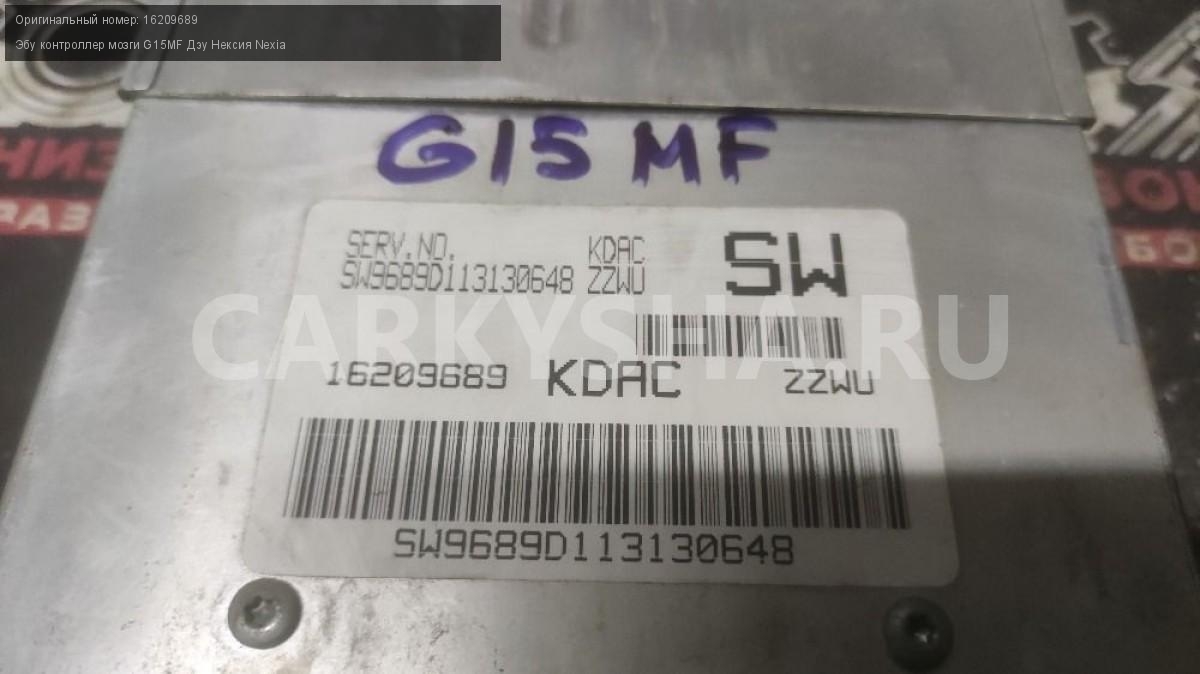 Оригинальный номер: 16209689
Эбу контроллер мозги G15MF Дэу Нексия Nexia
G15MF
SERV.NO. KDAC SW
SW9689D113130648 ZZWU
CARKYSHA.RU
16209689 KDAC ZZWU
SW9689D113130648